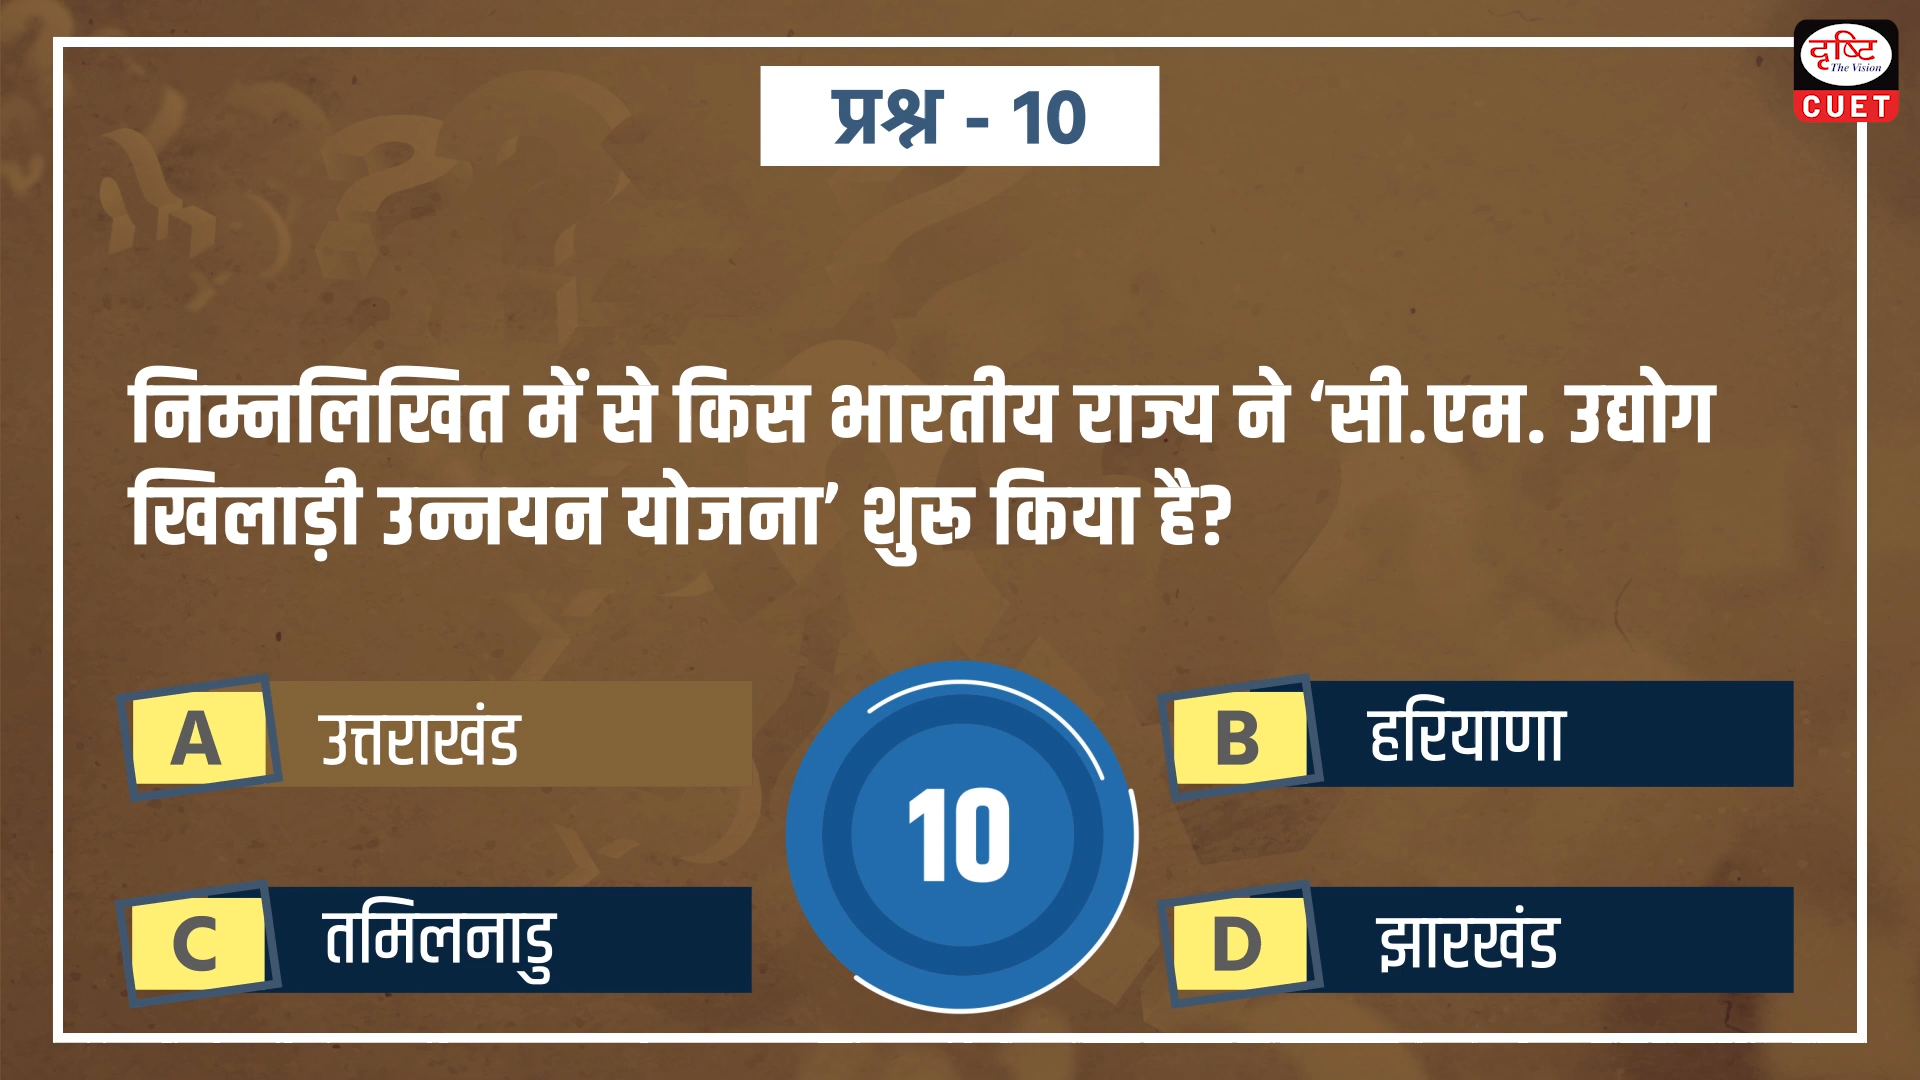 दृष्टि
The Vision
CUET
प्रश्न - 10
निम्नलिखित में से किस भारतीय राज्य ने ‘सी.एम. उद्योग
खिलाड़ी उन्नयन योजना’ शुरू किया है?
A उत्तराखंड
B हरियाणा
10
C तमिलनाडु
D झारखंड